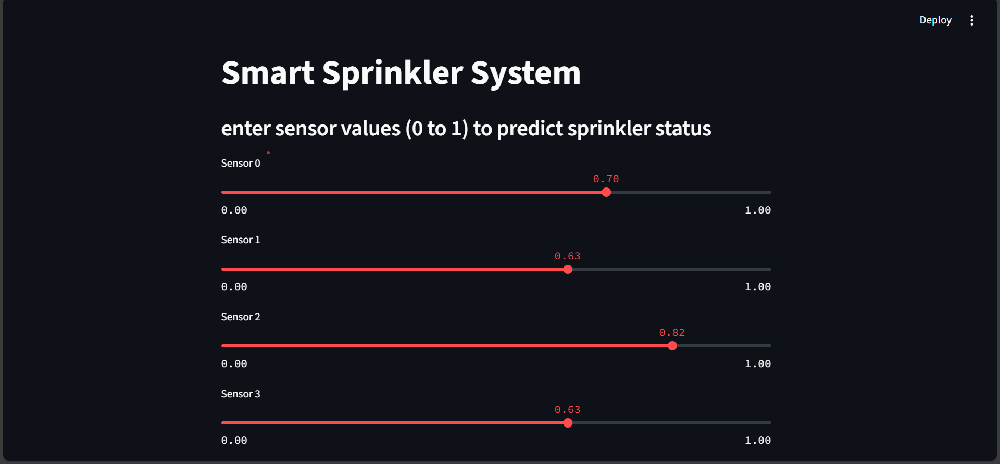 Deploy
Smart Sprinkler System
enter sensor values (0 to 1) to predict sprinkler status
Sensor 0
0.70
0.00 1.00
Sensor 1
0.63
0.00 1.00
Sensor 2
0.82
0.00 1.00
Sensor 3
0.63
0.00 1.00